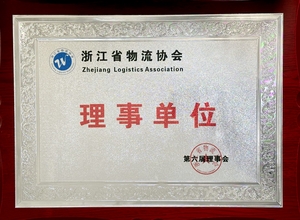 浙江省物流协会
Zhejiang Logistics Association
理事单位
第六届理事会